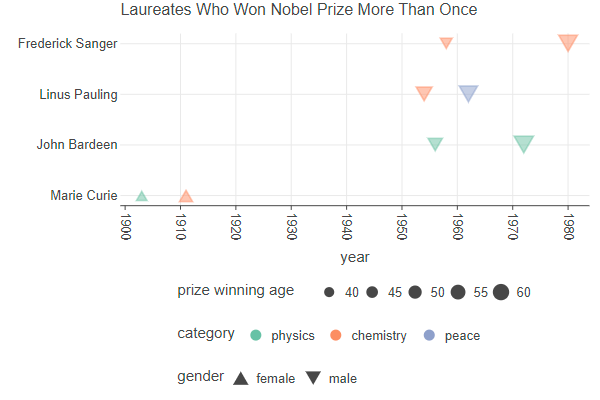 Laureates Who Won Nobel Prize More Than Once
Frederick Sanger
Linus Pauling
John Bardeen
Marie Curie
1900 1910 1920 1930 1940 1950 1960 1970 1980
year
prize winning age 40 45 50 55 60
category physics chemistry peace
gender female male